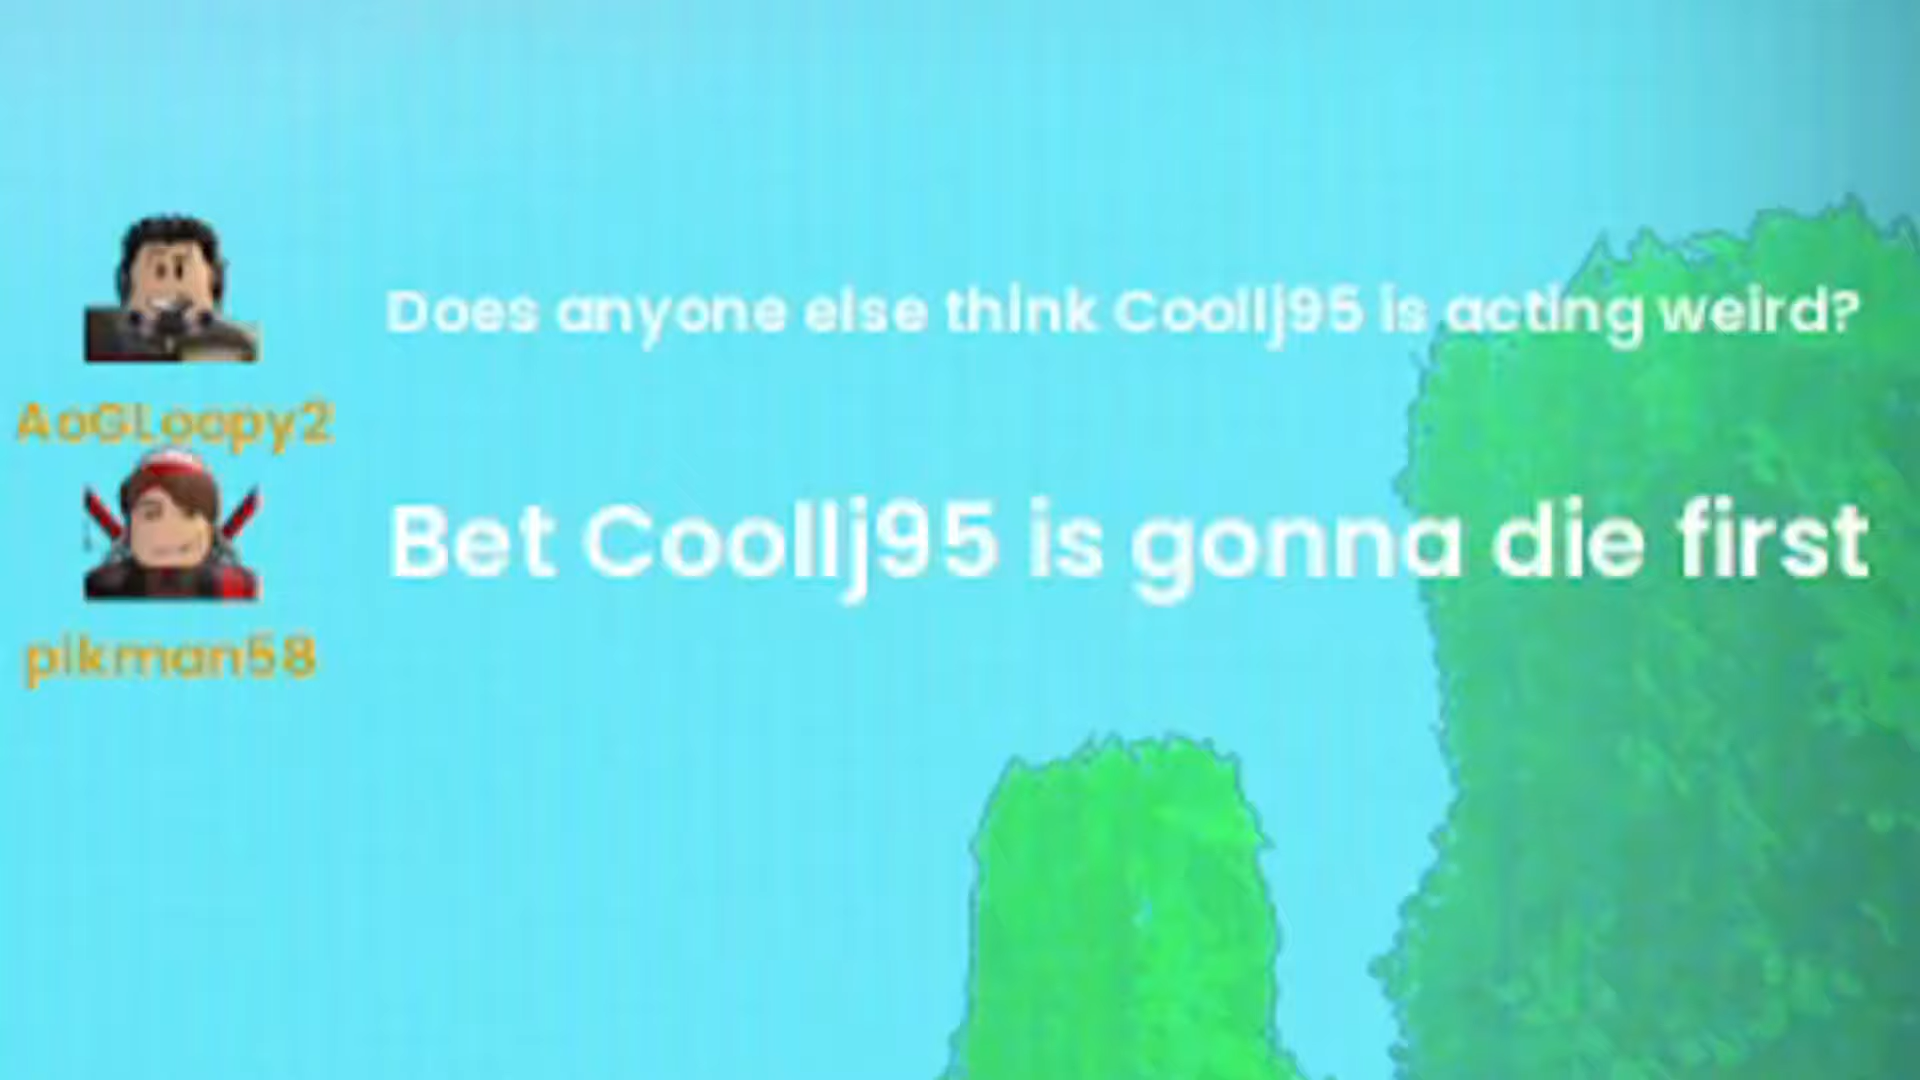 Does anyone else think Coollj95 is acting weird?
AoGLoopy2
Bet Coollj95 is gonna die first
pikman58